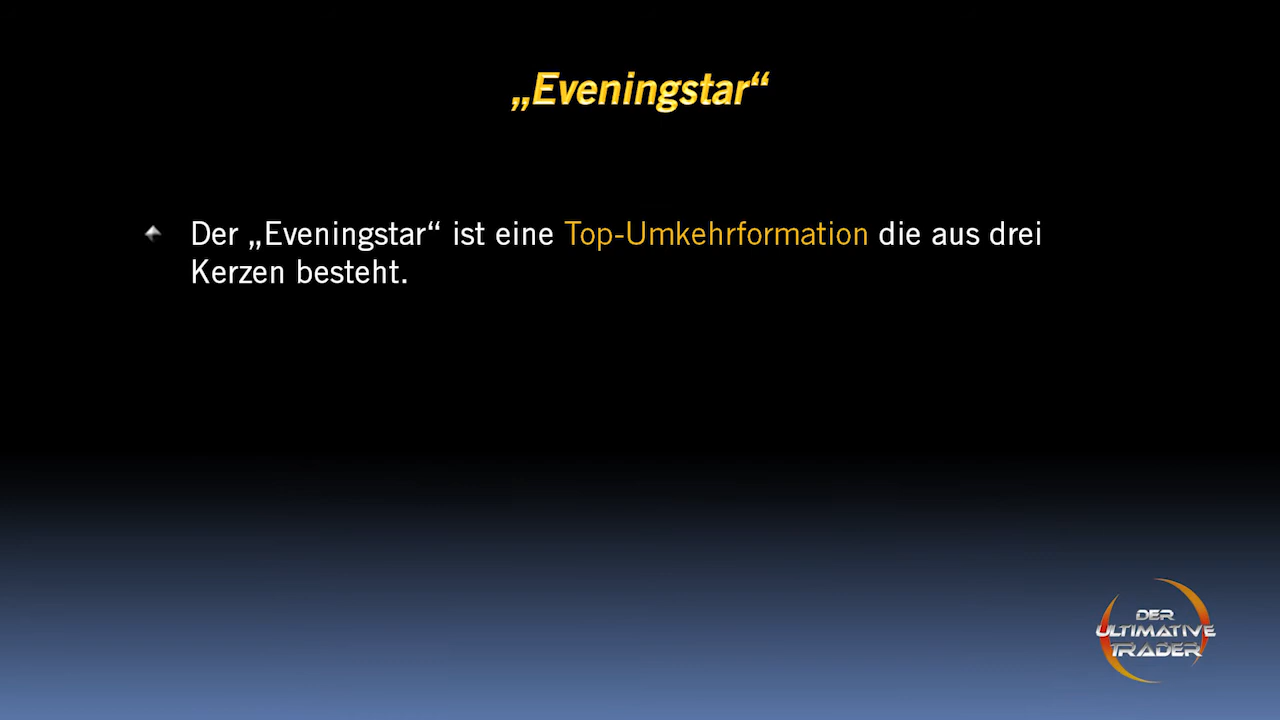 „Eveningstar“
Der „Eveningstar“ ist eine Top-Umkehrformation die aus drei
Kerzen besteht.
DER
ULTIMATIVE
TRADER